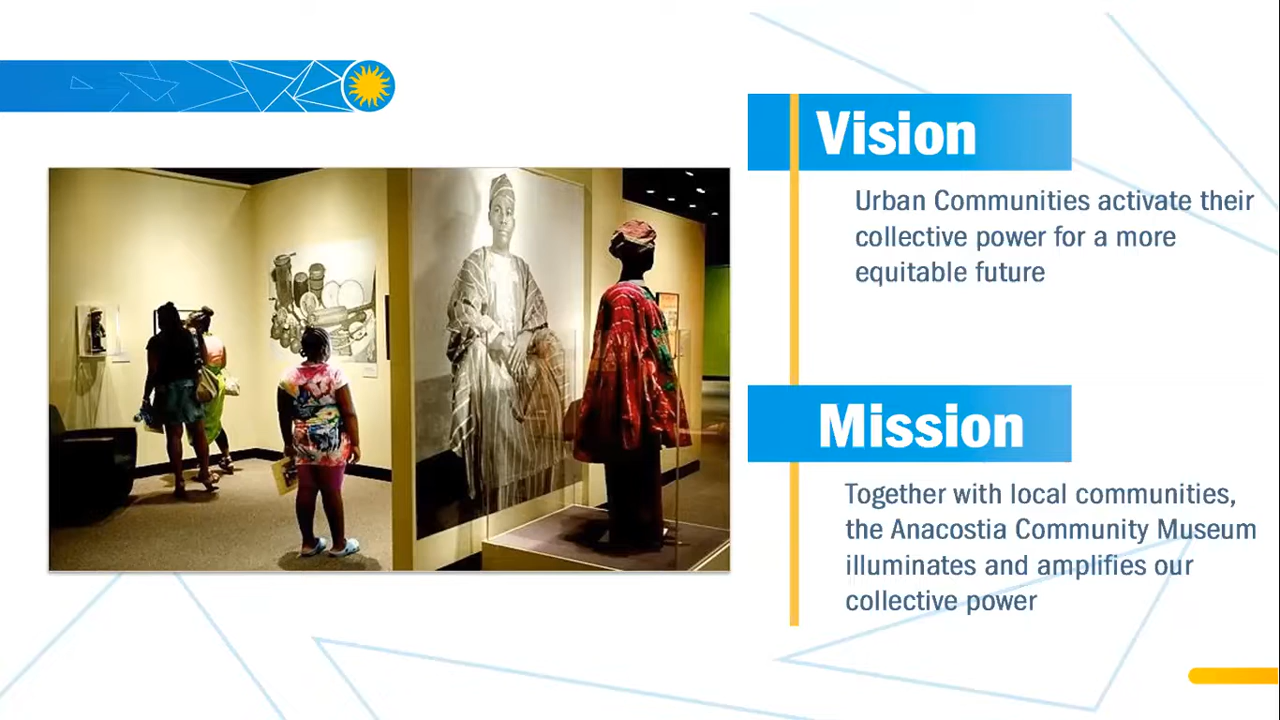 Vision
Urban Communities activate their
collective power for a more
equitable future
Mission
Together with local communities,
the Anacostia Community Museum
illuminates and amplifies our
collective power